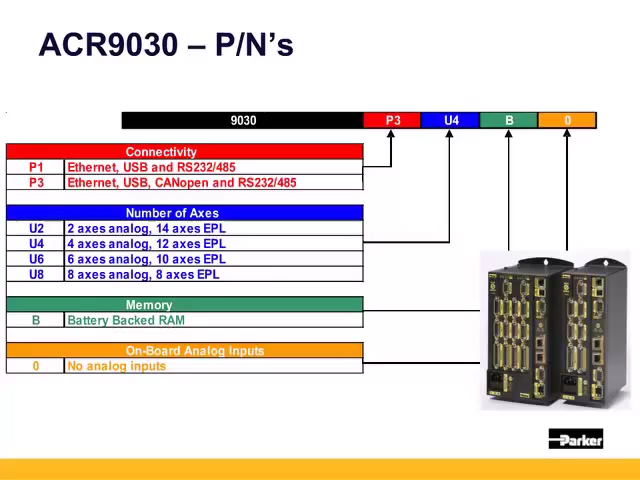 ACR9030 – P/N's
9030 P3 U4 B 0
Connectivity
P1 Ethernet, USB and RS232/485
P3 Ethernet, USB, CANopen and RS232/485
Number of Axes
U2 2 axes analog, 14 axes EPL
U4 4 axes analog, 12 axes EPL
U6 6 axes analog, 10 axes EPL
U8 8 axes analog, 8 axes EPL
Memory
B Battery Backed RAM
On-Board Analog Inputs
0 No analog inputs
Parker